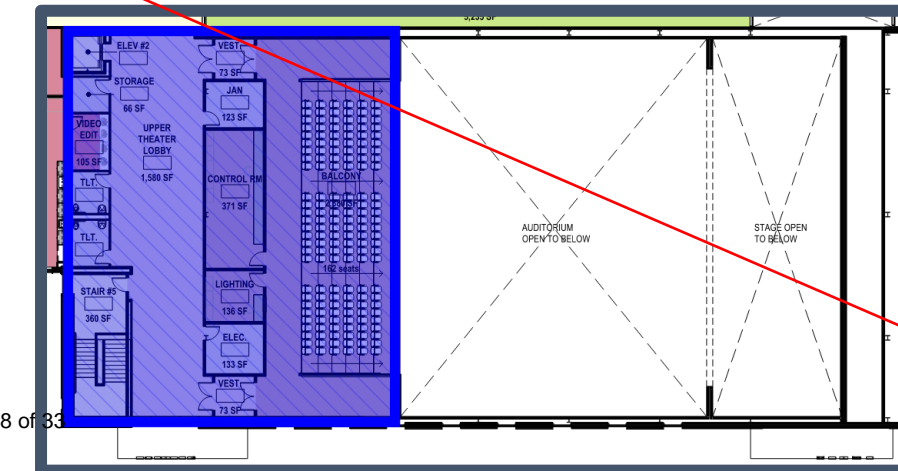 5,235 SF
ELEV #2
VEST.
73 SF
STORAGE
66 SF
JAN
123 SF
VIDEO
EDIT
105 SF
UPPER
THEATER
LOBBY
1,580 SF
TLT.
CONTROL RM
371 SF
BALCONY
162 seats
TLT.
AUDITORIUM
OPEN TO BELOW
STAGE OPEN
TO BELOW
STAIR #5
360 SF
LIGHTING
136 SF
ELEC.
133 SF
VEST.
73 SF
8 of 33